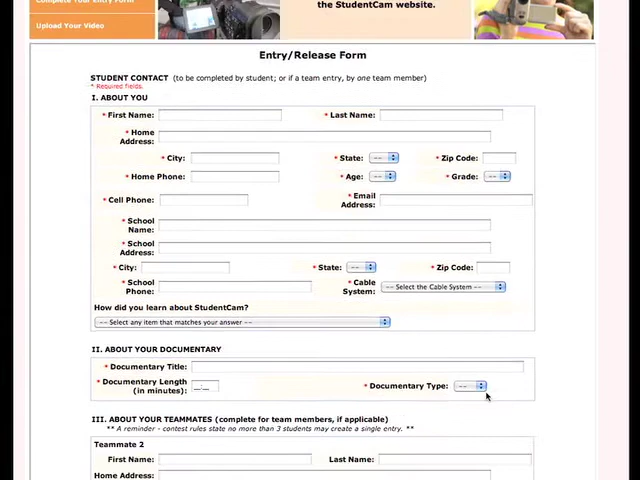 Complete Your Entry Form
the StudentCam website.
Upload Your Video
Entry/Release Form
STUDENT CONTACT (to be completed by student; or if a team entry, by one team member)
* Required fields.
I. ABOUT YOU
* First Name: * Last Name:
* Home Address:
* City: * State: -- * Zip Code:
* Home Phone: * Age: -- * Grade: --
* Cell Phone: * Email Address:
* School Name:
* School Address:
* City: * State: -- * Zip Code:
* School Phone: * Cable System: -- Select the Cable System --
How did you learn about StudentCam?
-- Select any item that matches your answer --
II. ABOUT YOUR DOCUMENTARY
* Documentary Title:
* Documentary Length (in minutes): __:__ * Documentary Type: --
III. ABOUT YOUR TEAMMATES (complete for team members, if applicable)
** A reminder - contest rules state no more than 3 students may create a single entry. **
Teammate 2
First Name: Last Name:
Home Address: